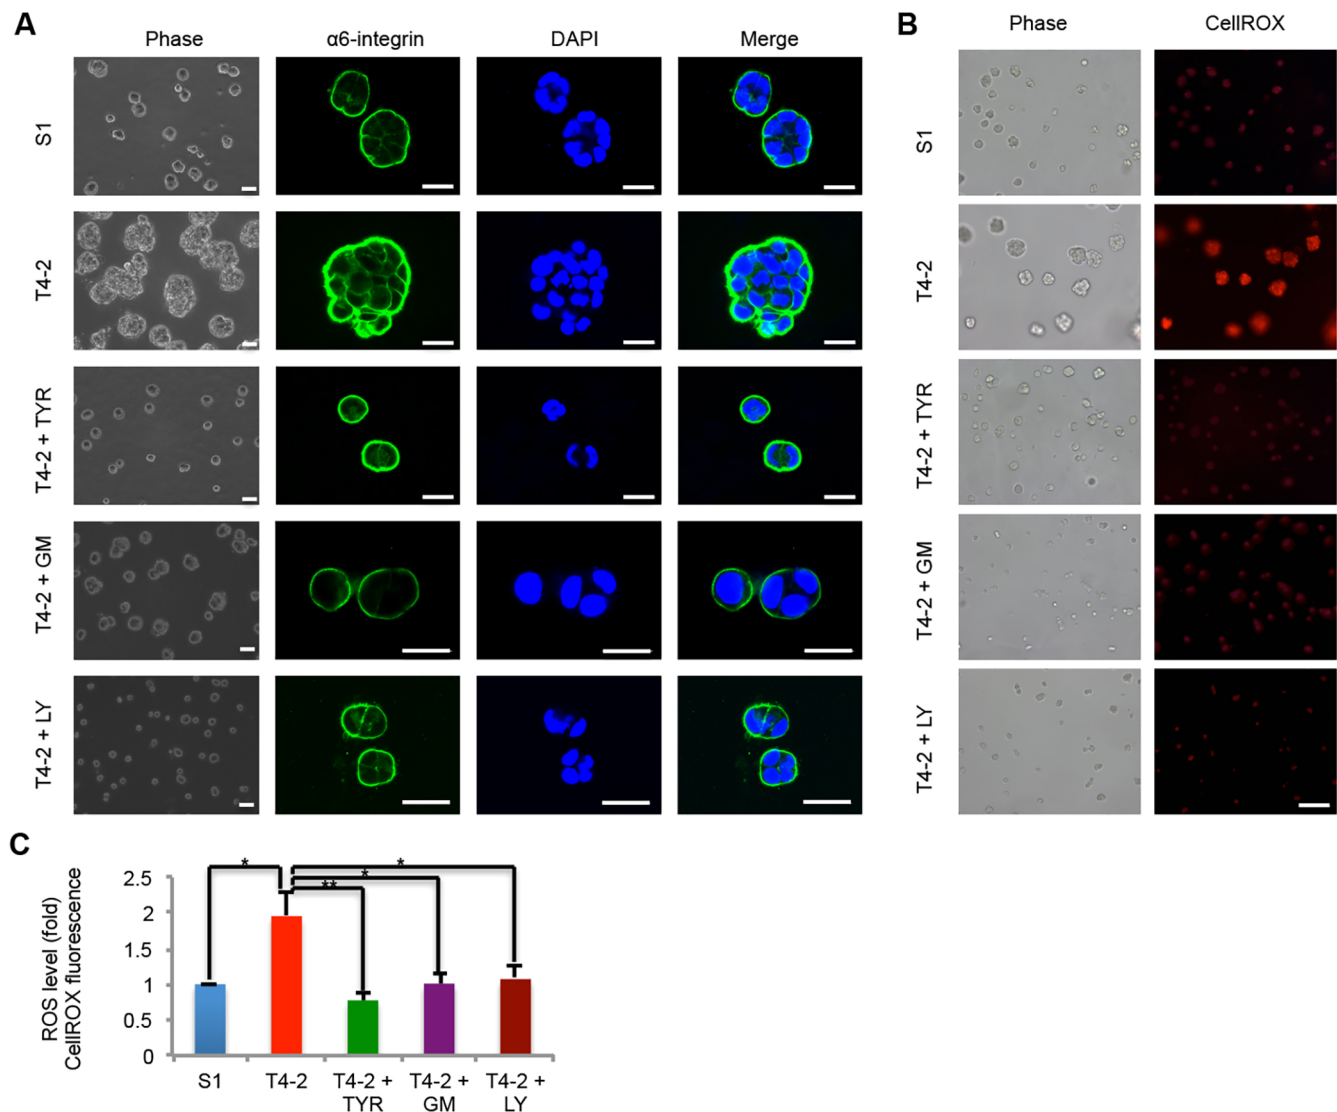 A
Phase
α6-integrin
DAPI
Merge
S1
T4-2
T4-2 + TYR
T4-2 + GM
T4-2 + LY
B
Phase
CellROX
S1
T4-2
T4-2 + TYR
T4-2 + GM
T4-2 + LY
C
ROS level (fold)
CellROX fluorescence
2.5
2
1.5
1
0.5
0
*
**
*
*
S1
T4-2
T4-2 +
TYR
T4-2 +
GM
T4-2 +
LY